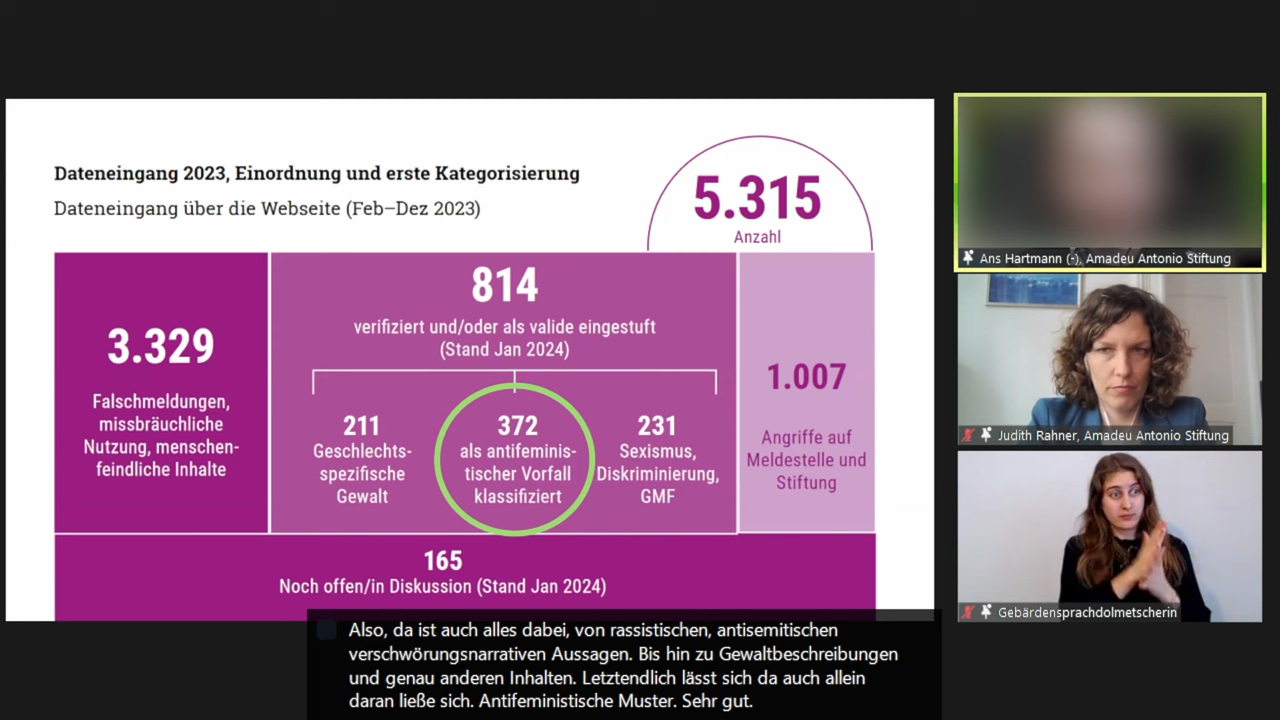 Dateneingang 2023, Einordnung und erste Kategorisierung
Dateneingang über die Webseite (Feb–Dez 2023)
5.315
Anzahl
3.329
Falschmeldungen,
missbräuchliche
Nutzung, menschen-
feindliche Inhalte
814
verifiziert und/oder als valide eingestuft
(Stand Jan 2024)
211
Geschlechts-
spezifische
Gewalt
372
als antifeminis-
tischer Vorfall
klassifiziert
231
Sexismus,
Diskriminierung,
GMF
1.007
Angriffe auf
Meldestelle und
Stiftung
165
Noch offen/in Diskussion (Stand Jan 2024)
Ans Hartmann (-), Amadeu Antonio Stiftung
Judith Rahner, Amadeu Antonio Stiftung
Gebärdensprachdolmetscherin
Also, da ist auch alles dabei, von rassistischen, antisemitischen
verschwörungsnarrativen Aussagen. Bis hin zu Gewaltbeschreibungen
und genau anderen Inhalten. Letztendlich lässt sich da auch allein
daran ließe sich. Antifeministische Muster. Sehr gut.